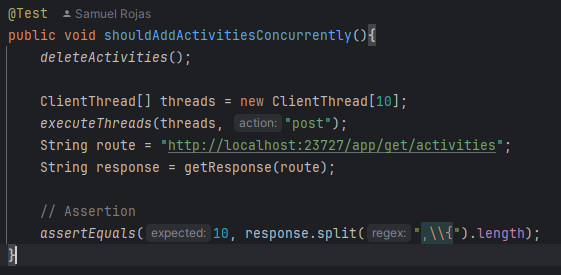 @Test Samuel Rojas
public void shouldAddActivitiesConcurrently(){
deleteActivities();
ClientThread[] threads = new ClientThread[10];
executeThreads(threads, action: "post");
String route = "http://localhost:23727/app/get/activities";
String response = getResponse(route);
// Assertion
assertEquals( expected: 10, response.split( regex: ",\\{").length);
}